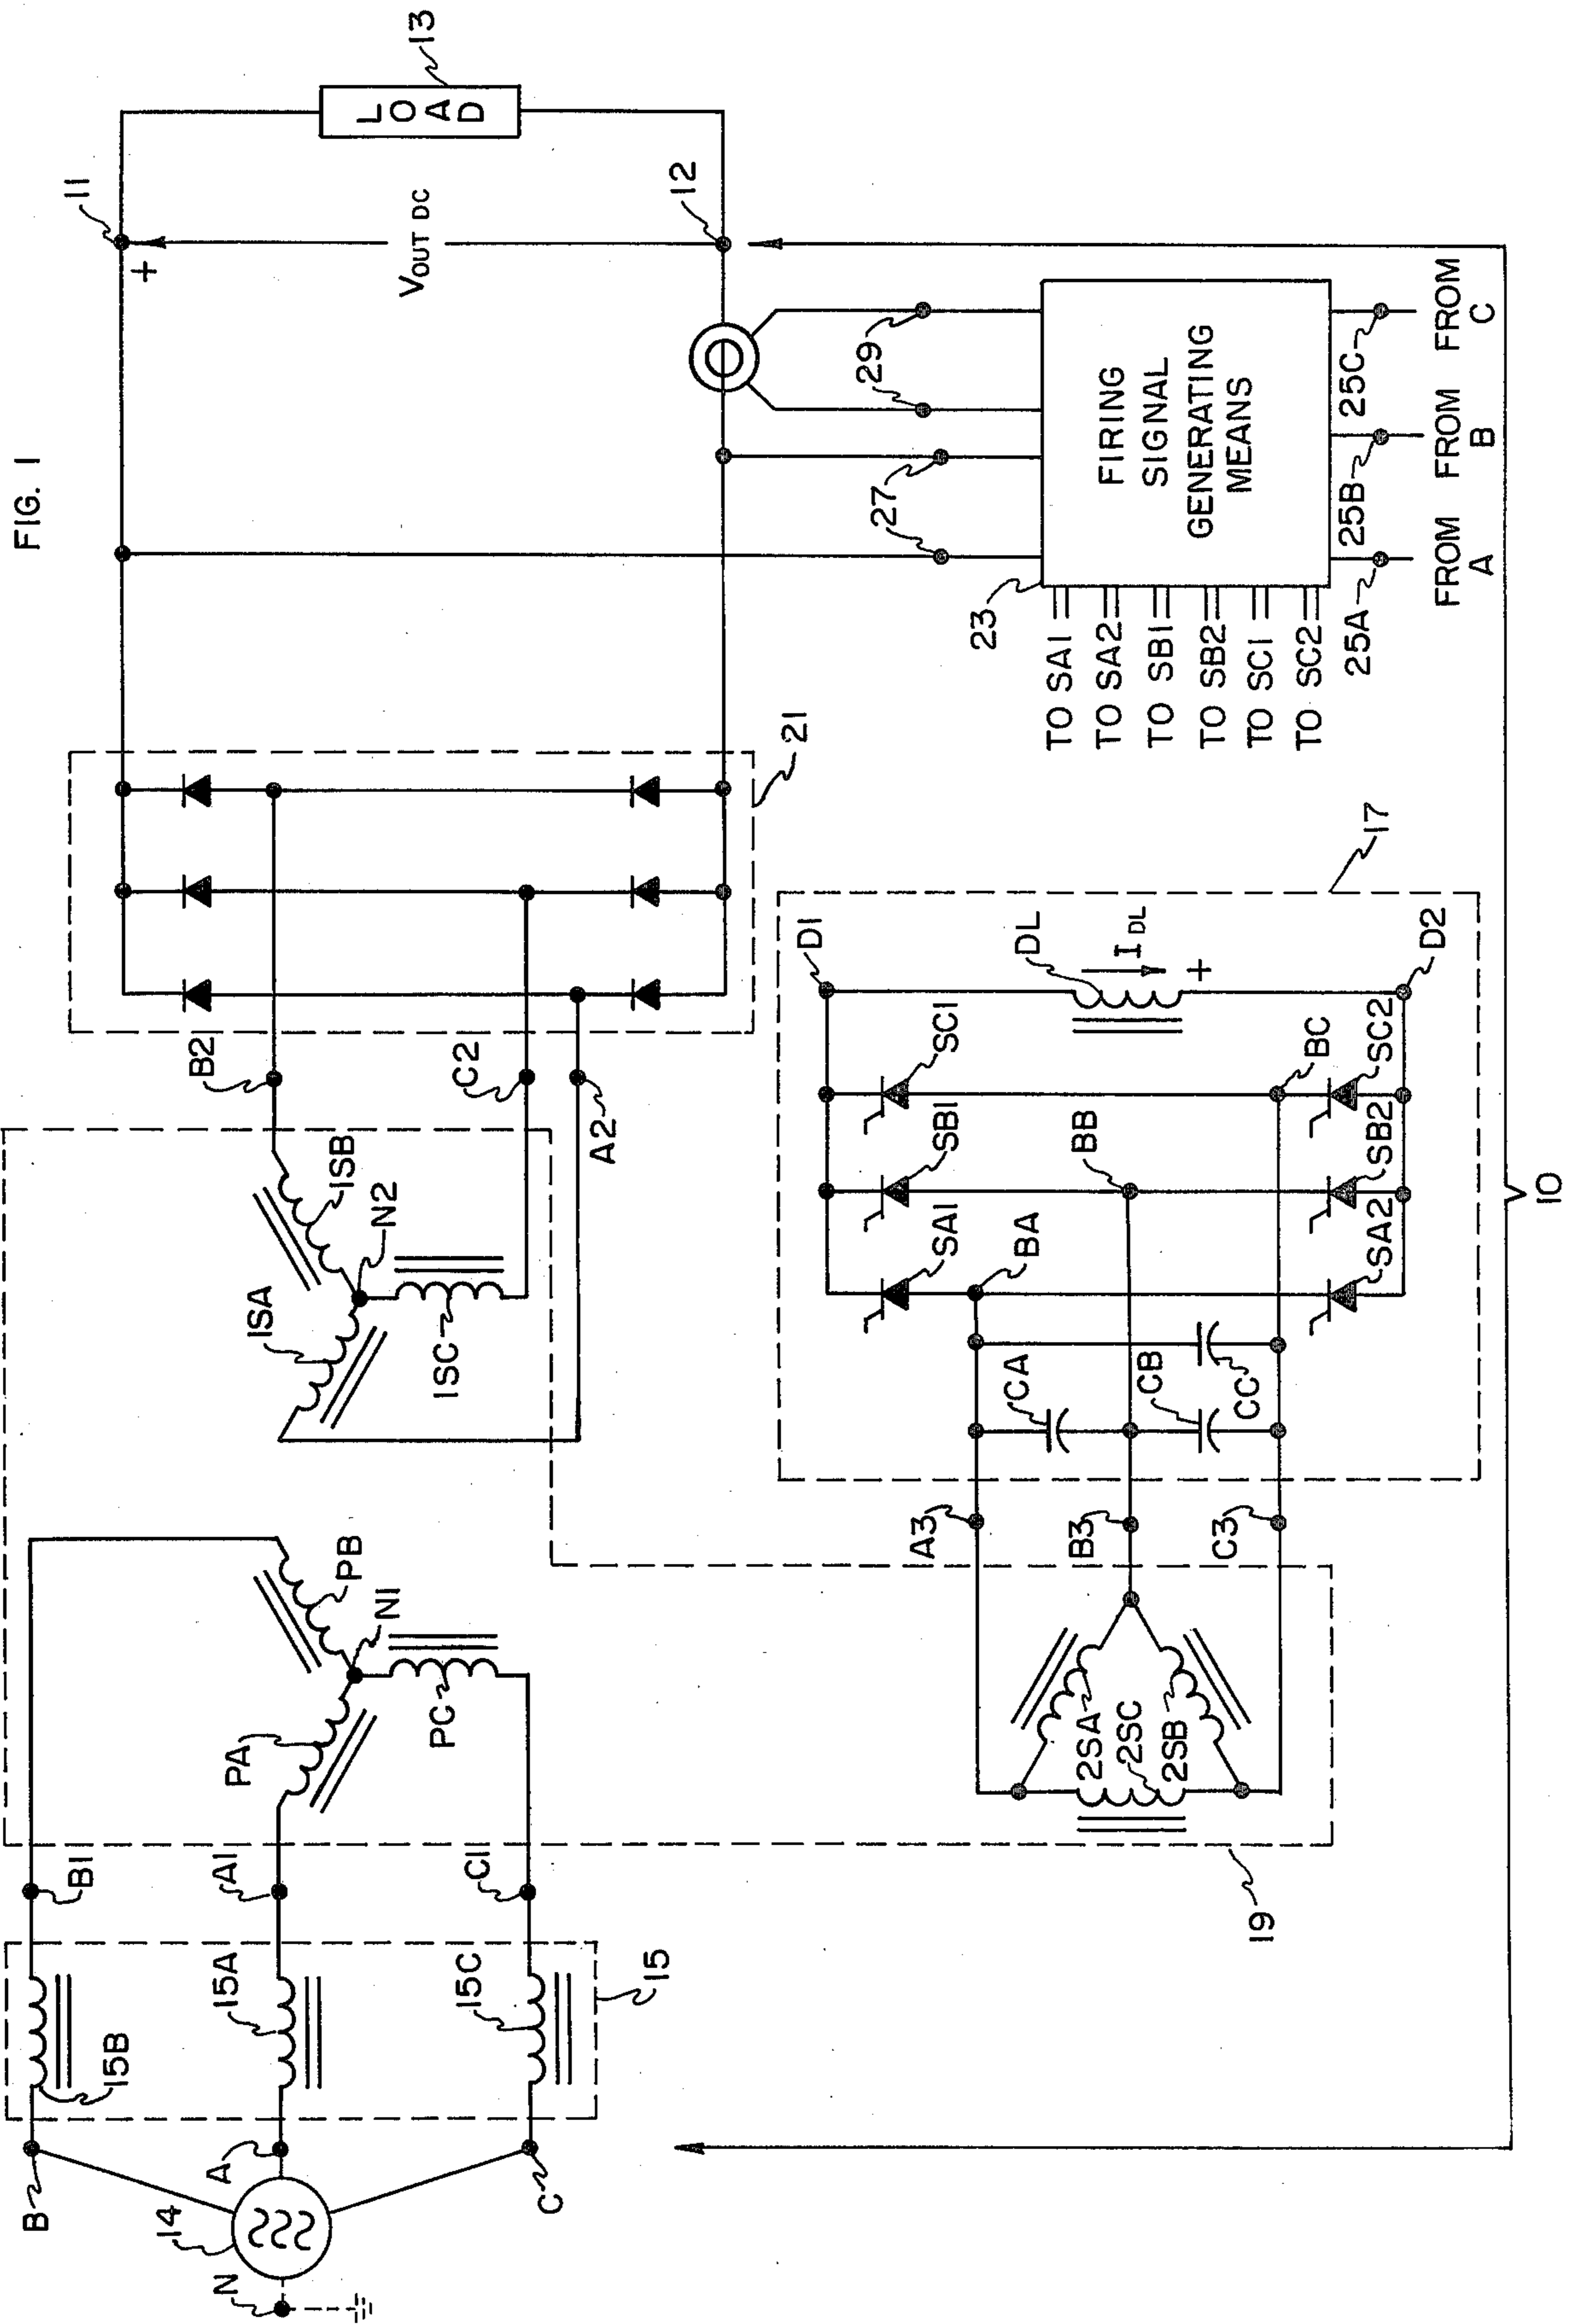 FIG. 1
B
14
N
A
C
15B
15A
15C
15
B1
A1
C1
PA
PB
N1
PC
1SA
1SB
N2
1SC
B2
C2
A2
21
11
+
VOUT DC
12
LOAD
13
19
2SA
2SC
2SB
A3
B3
C3
CA
CB
CC
BA
BB
BC
SA1
SB1
SC1
SA2
SB2
SC2
D1
DL
IDL
+
D2
17
23
27
29
FIRING
SIGNAL
GENERATING
MEANS
TO SA1
TO SA2
TO SB1
TO SB2
TO SC1
TO SC2
25A
25B
25C
FROM A
FROM B
FROM C
10